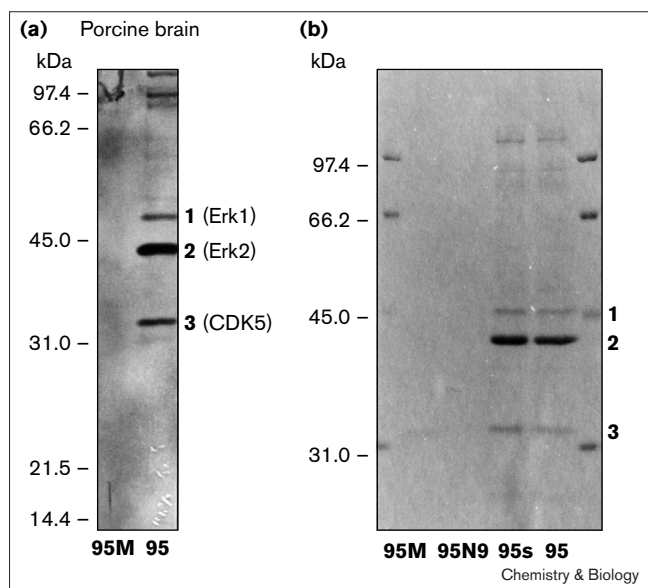 (a) Porcine brain
kDa
97.4
66.2
1 (Erk1)
45.0
2 (Erk2)
3 (CDK5)
31.0
21.5
14.4
95M 95
(b)
kDa
97.4
66.2
45.0
1
2
3
31.0
95M 95N9 95s 95
Chemistry & Biology